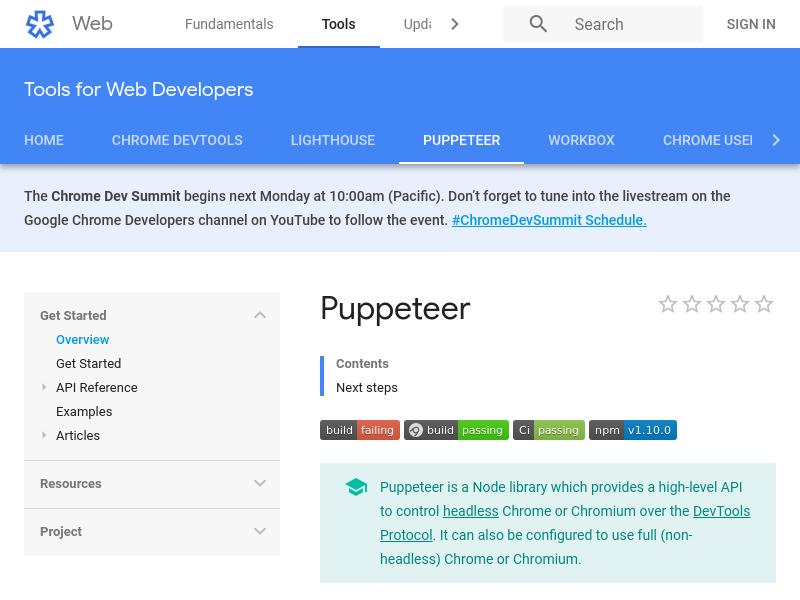 Web
Fundamentals
Tools
Upda
Search
SIGN IN
Tools for Web Developers
HOME
CHROME DEVTOOLS
LIGHTHOUSE
PUPPETEER
WORKBOX
CHROME USE
The Chrome Dev Summit begins next Monday at 10:00am (Pacific). Don't forget to tune into the livestream on the
Google Chrome Developers channel on YouTube to follow the event. #ChromeDevSummit Schedule.
Get Started
Overview
Get Started
API Reference
Examples
Articles
Resources
Project
Puppeteer
Contents
Next steps
build failing
build passing
Ci passing
npm v1.10.0
Puppeteer is a Node library which provides a high-level API
to control headless Chrome or Chromium over the DevTools
Protocol. It can also be configured to use full (non-
headless) Chrome or Chromium.